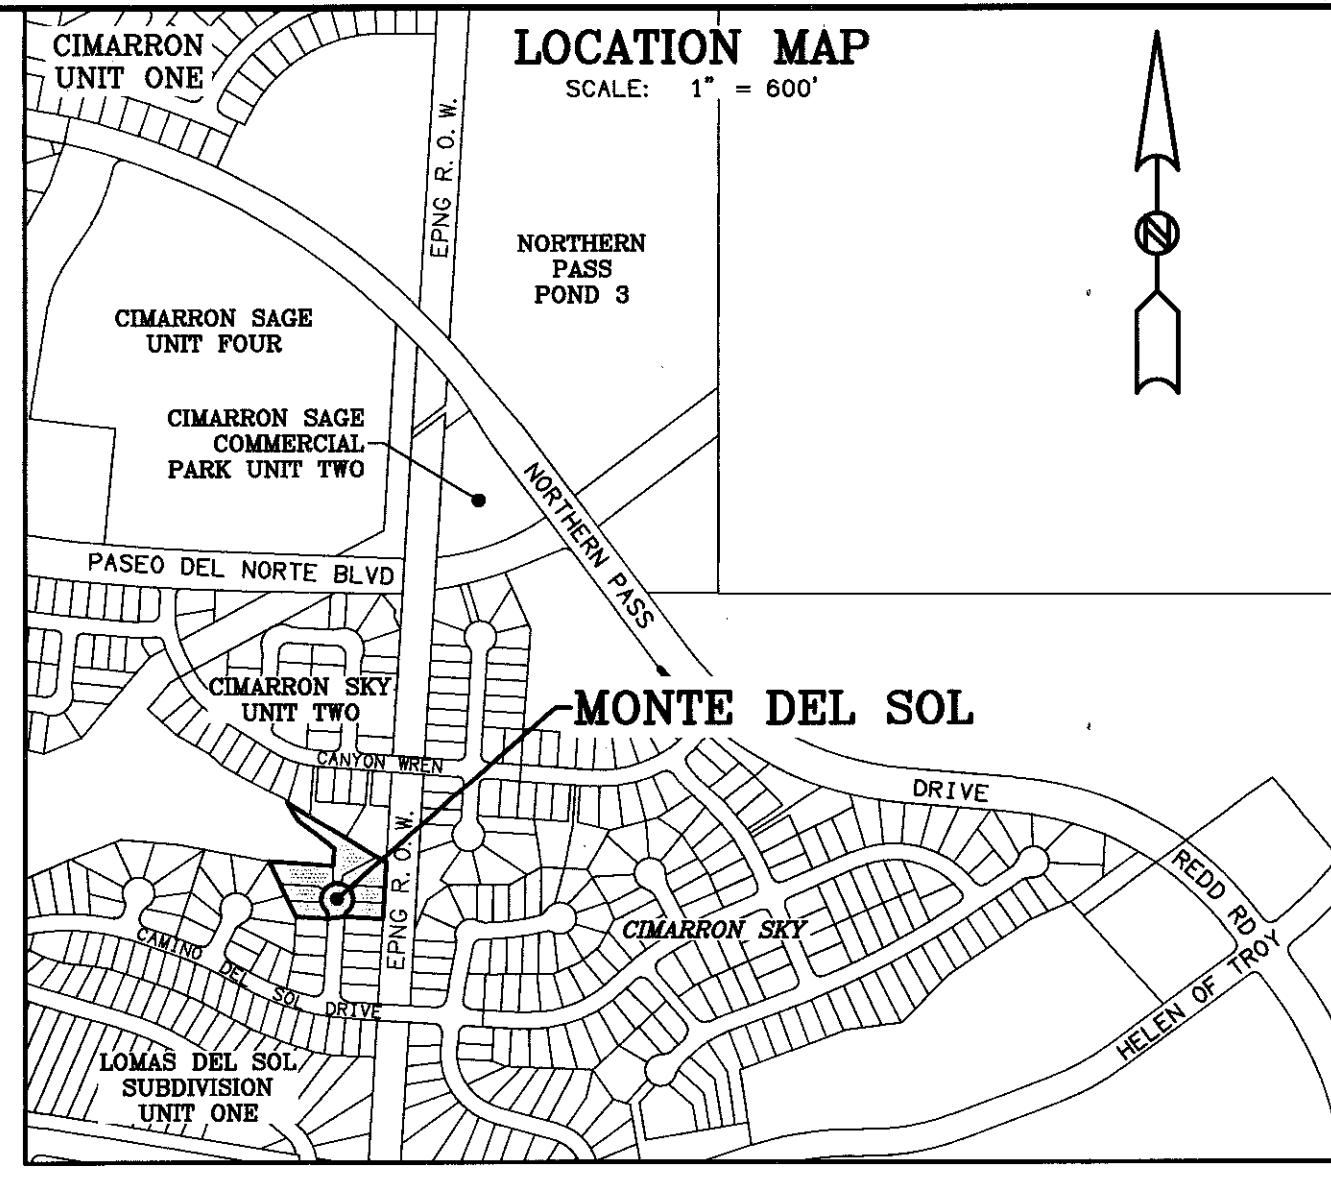 CIMARRON
UNIT ONE
LOCATION MAP
SCALE: 1" = 600'
EPNG R. O. W.
N
NORTHERN
PASS
POND 3
CIMARRON SAGE
UNIT FOUR
CIMARRON SAGE
COMMERCIAL
PARK UNIT TWO
NORTHERN PASS
PASEO DEL NORTE BLVD
CIMARRON SKY
UNIT TWO
MONTE DEL SOL
CANYON WREN
DRIVE
EPNG R. O. W.
REDD RD
CIMARRON SKY
CAMINO DEL SOL DRIVE
HELEN OF TROY
LOMAS DEL SOL
SUBDIVISION
UNIT ONE